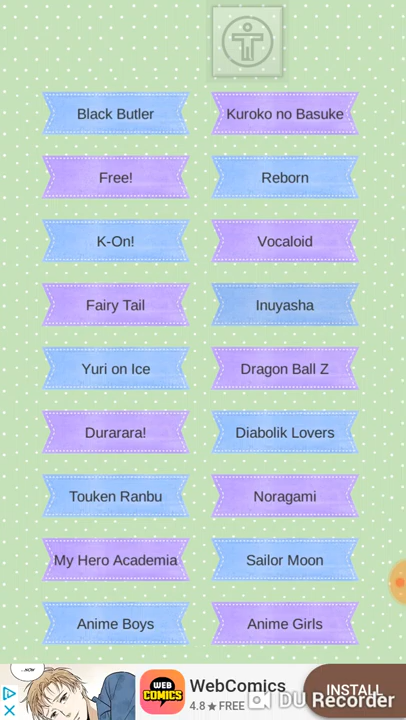 Black Butler
Kuroko no Basuke
Free!
Reborn
K-On!
Vocaloid
Fairy Tail
Inuyasha
Yuri on Ice
Dragon Ball Z
Durarara!
Diabolik Lovers
Touken Ranbu
Noragami
My Hero Academia
Sailor Moon
Anime Boys
Anime Girls
...NOW
WEB
COMICS
WebComics
4.8★FREE
INSTALL
DU Recorder